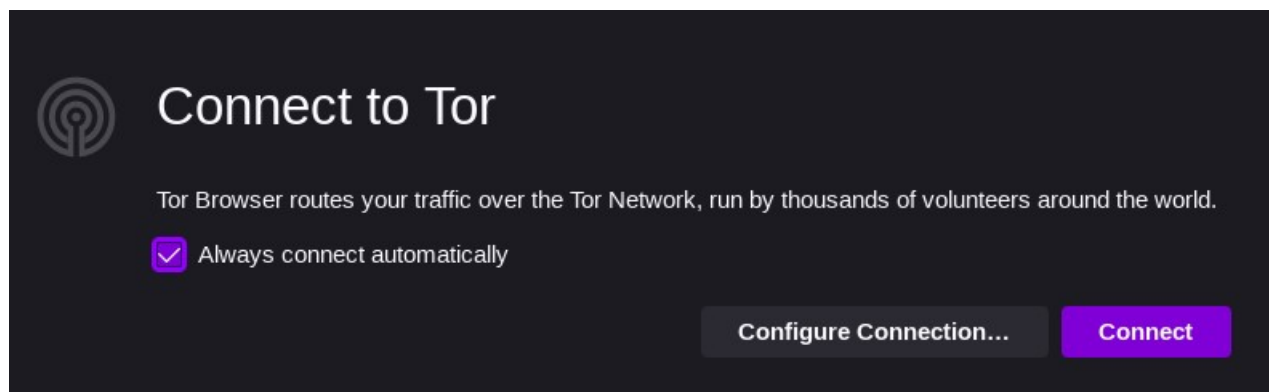 Connect to Tor
Tor Browser routes your traffic over the Tor Network, run by thousands of volunteers around the world.
Always connect automatically
Configure Connection… Connect